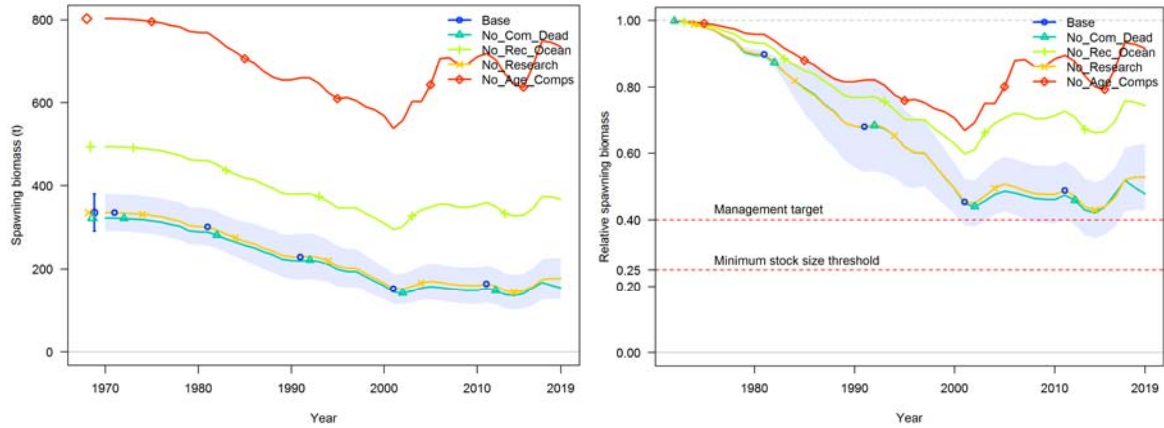 Spawning biomass (t)
800
600
400
200
0
1970
1980
1990
2000
2010
2019
Year
Base
No_Com_Dead
No_Rec_Ocean
No_Research
No_Age_Comps
Relative spawning biomass
1.00
0.80
0.60
0.40
0.25
0.20
0.00
1980
1990
2000
2010
2019
Year
Base
No_Com_Dead
No_Rec_Ocean
No_Research
No_Age_Comps
Management target
Minimum stock size threshold